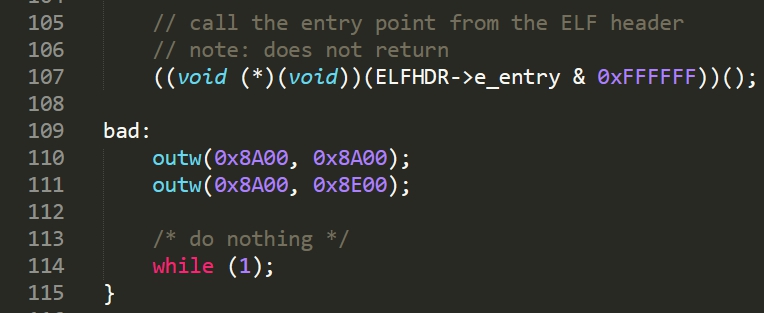 105 // call the entry point from the ELF header
106 // note: does not return
107 ((void (*)(void))(ELFHDR->e_entry & 0xFFFFFF))();
108
109 bad:
110 outw(0x8A00, 0x8A00);
111 outw(0x8A00, 0x8E00);
112
113 /* do nothing */
114 while (1);
115 }